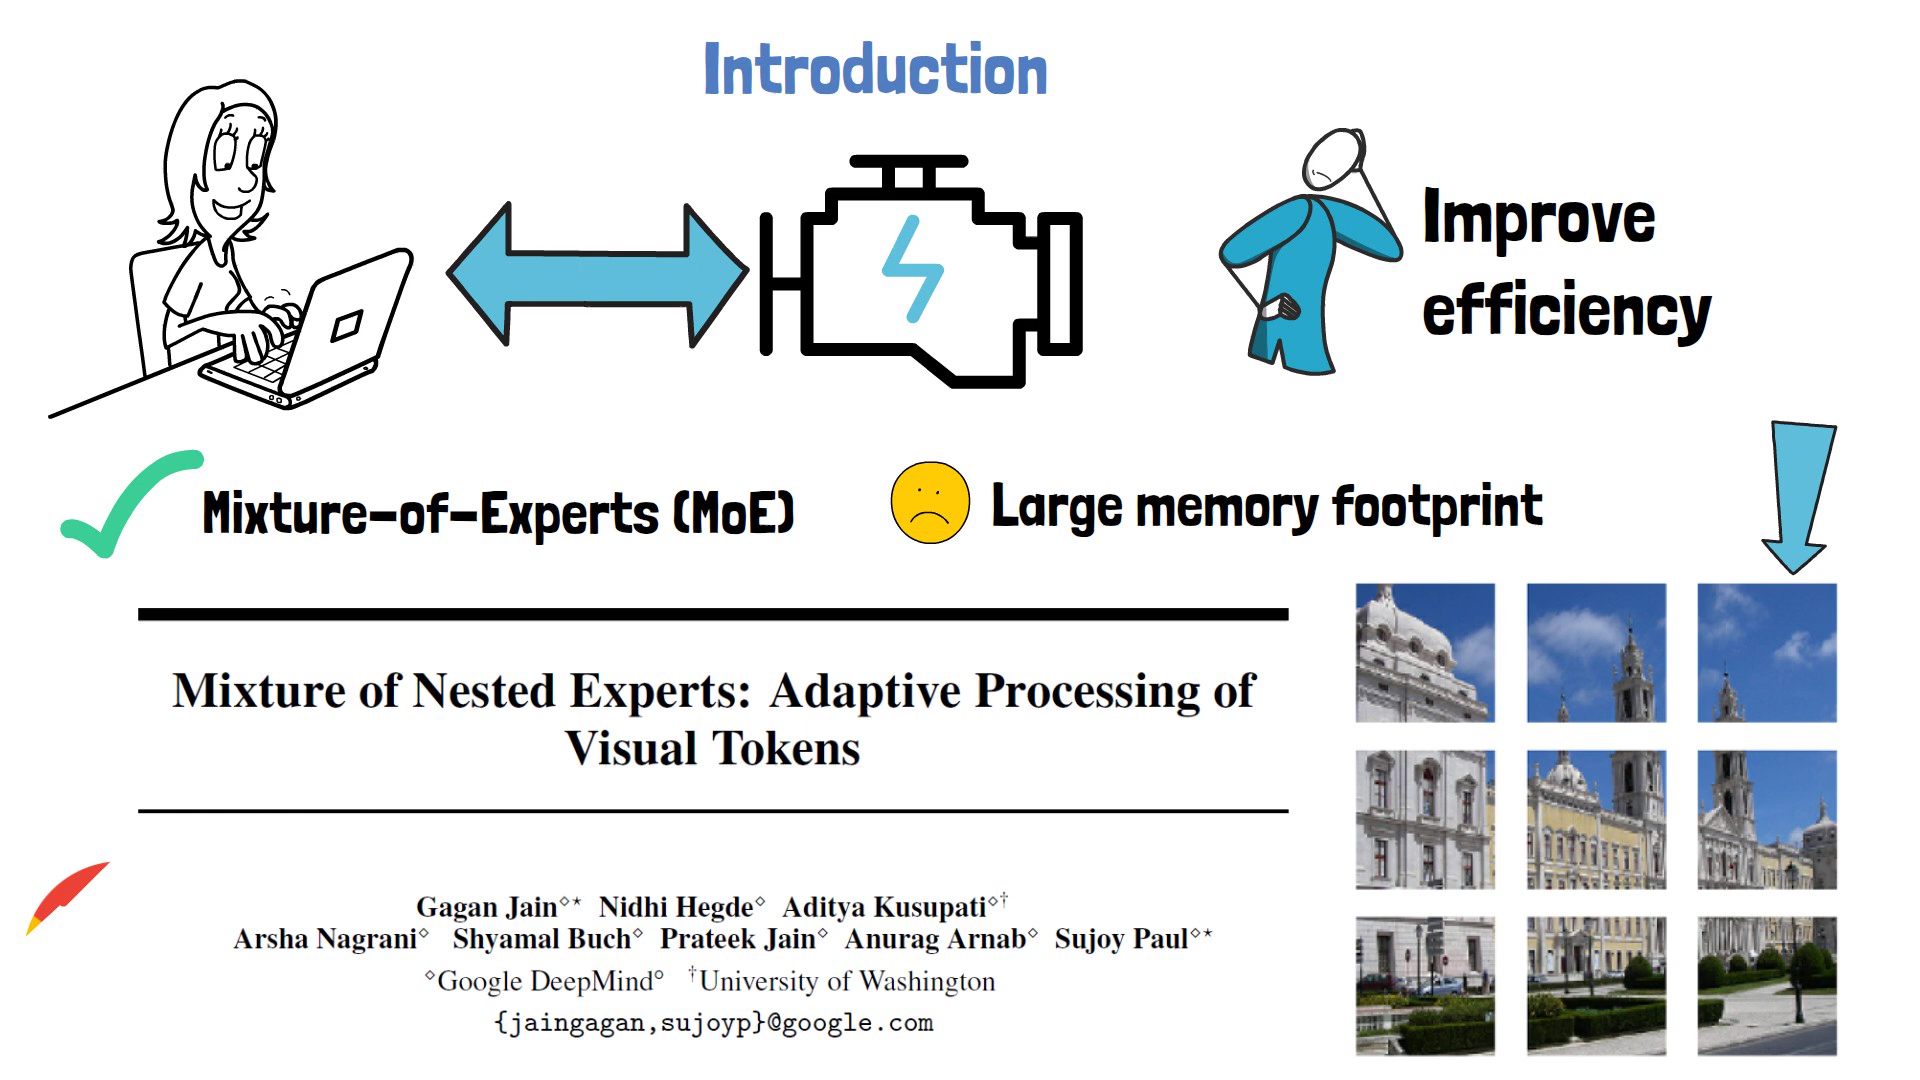 Introduction
Improve
efficiency
Mixture-of-Experts (MoE)
Large memory footprint
Mixture of Nested Experts: Adaptive Processing of
Visual Tokens
Gagan Jain⋄⋆ Nidhi Hegde⋄ Aditya Kusupati⋄†
Arsha Nagrani⋄ Shyamal Buch⋄ Prateek Jain⋄ Anurag Arnab⋄ Sujoy Paul⋄⋆
⋄Google DeepMind○ †University of Washington
{jaingagan,sujoyp}@google.com